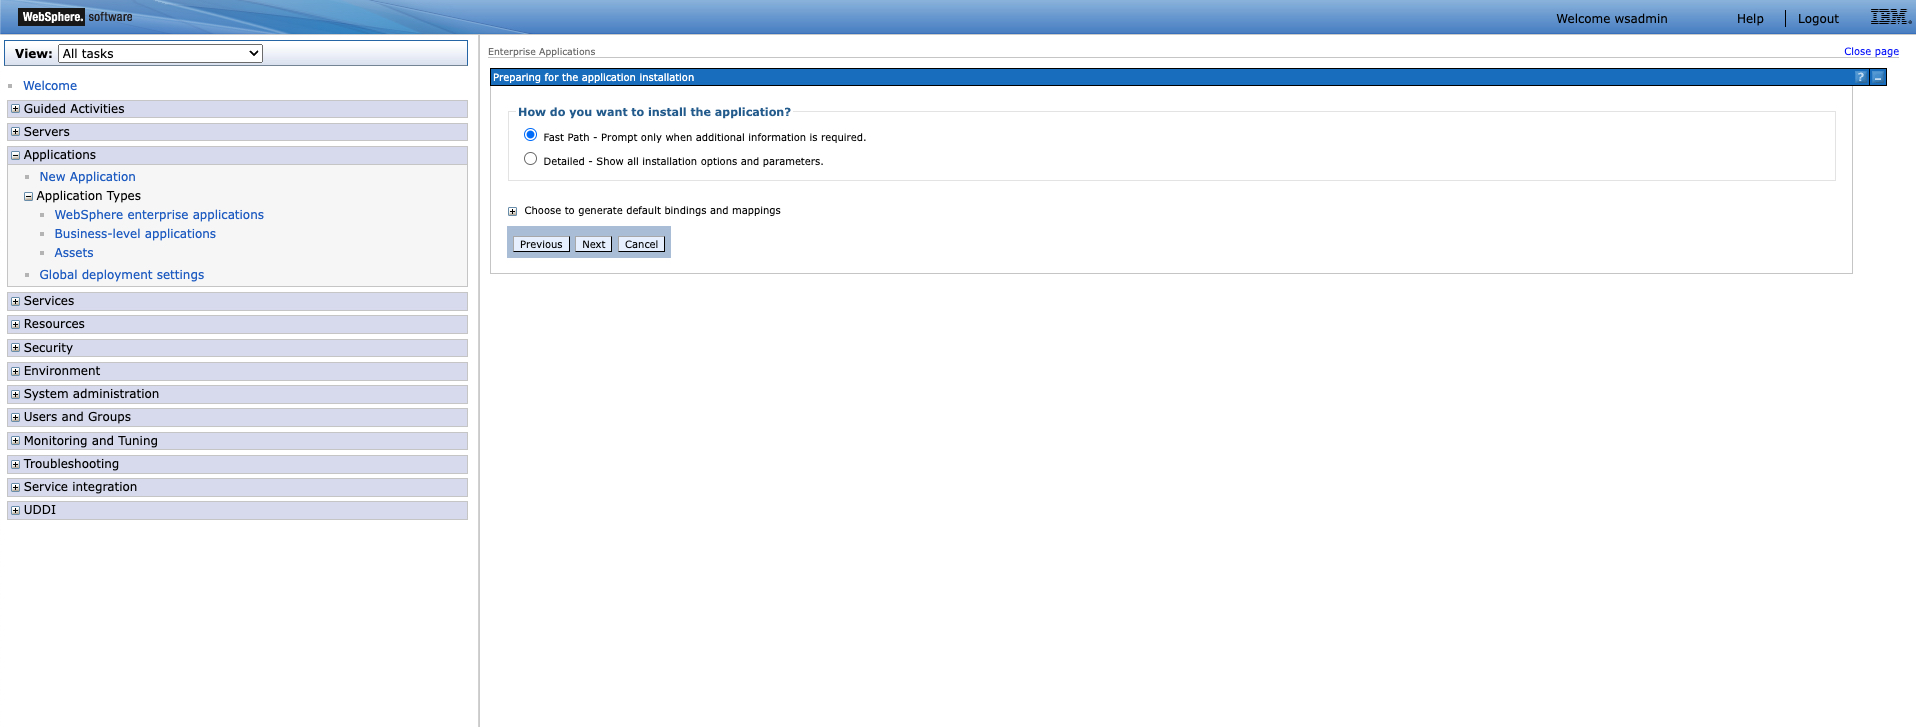 WebSphere. software
Welcome wsadmin
Help
Logout
IBM.
View: All tasks
Welcome
Guided Activities
Servers
Applications
New Application
Application Types
WebSphere enterprise applications
Business-level applications
Assets
Global deployment settings
Services
Resources
Security
Environment
System administration
Users and Groups
Monitoring and Tuning
Troubleshooting
Service integration
UDDI
Enterprise Applications
Close page
Preparing for the application installation
?
How do you want to install the application?
Fast Path - Prompt only when additional information is required.
Detailed - Show all installation options and parameters.
Choose to generate default bindings and mappings
Previous Next Cancel